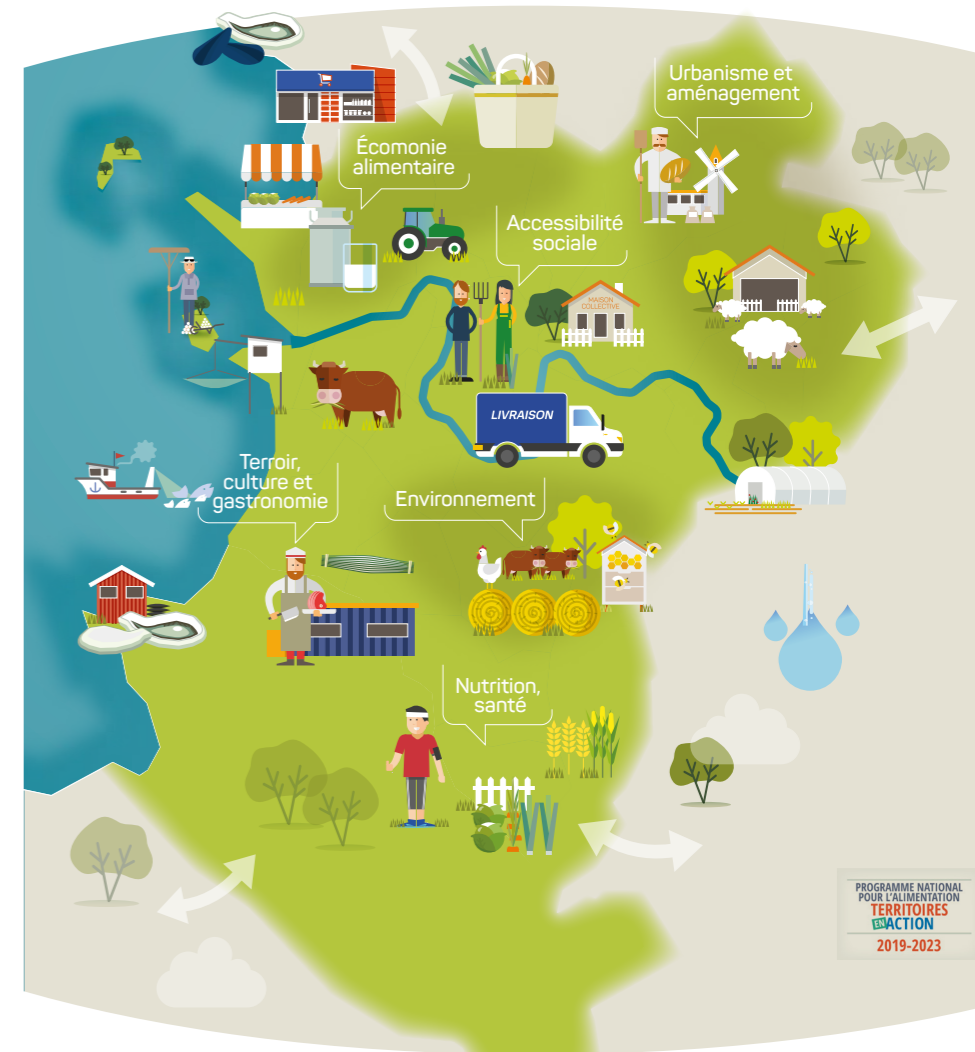 Urbanisme et
aménagement
Écomonie
alimentaire
Accessibilité
sociale
MAISON
COLLECTIVE
LIVRAISON
Terroir,
culture et
gastronomie
Environnement
Nutrition,
santé
PROGRAMME NATIONAL
POUR L'ALIMENTATION
TERRITOIRES
EN ACTION
2019-2023